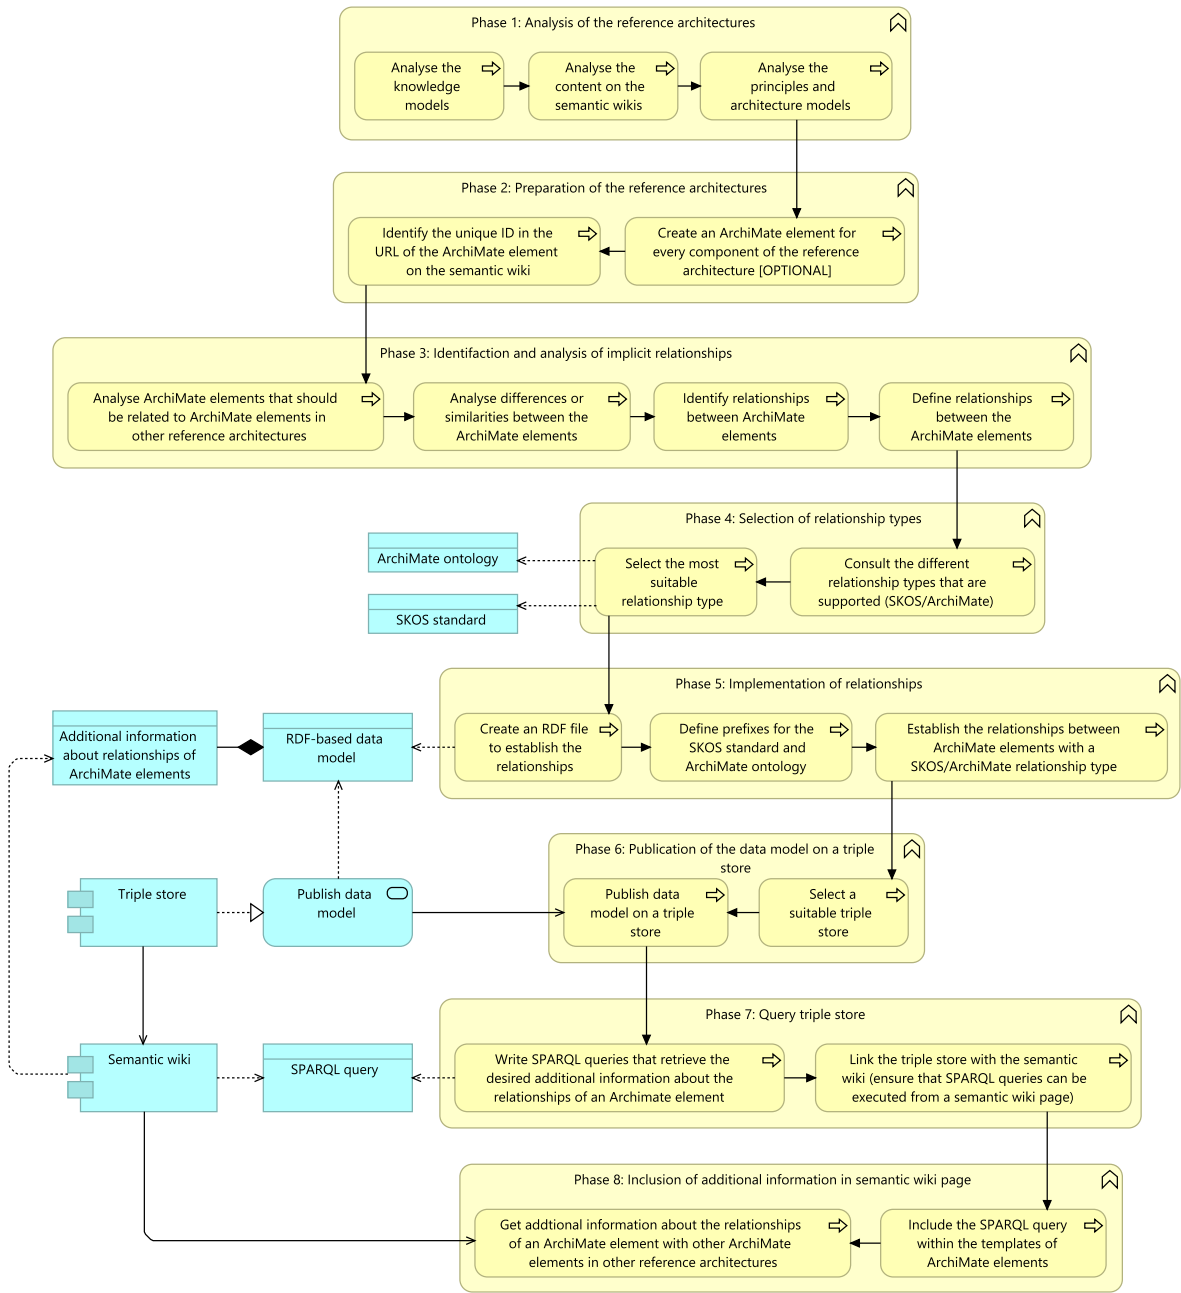 Phase 1: Analysis of the reference architectures
Analyse the
knowledge
models
Analyse the
content on the
semantic wikis
Analyse the
principles and
architecture models
Phase 2: Preparation of the reference architectures
Identify the unique ID in the
URL of the ArchiMate element
on the semantic wiki
Create an ArchiMate element for
every component of the reference
architecture [OPTIONAL]
Phase 3: Identifaction and analysis of implicit relationships
Analyse ArchiMate elements that should
be related to ArchiMate elements in
other reference architectures
Analyse differences or
similarities between the
ArchiMate elements
Identify relationships
between ArchiMate
elements
Define relationships
between the
ArchiMate elements
Phase 4: Selection of relationship types
ArchiMate ontology
SKOS standard
Select the most
suitable
relationship type
Consult the different
relationship types that are
supported (SKOS/ArchiMate)
Phase 5: Implementation of relationships
Additional information
about relationships of
ArchiMate elements
RDF-based data
model
Create an RDF file
to establish the
relationships
Define prefixes for the
SKOS standard and
ArchiMate ontology
Establish the relationships between
ArchiMate elements with a
SKOS/ArchiMate relationship type
Phase 6: Publication of the data model on a triple
store
Triple store
Publish data
model
Publish data
model on a triple
store
Select a
suitable triple
store
Phase 7: Query triple store
Semantic wiki
SPARQL query
Write SPARQL queries that retrieve the
desired additional information about the
relationships of an Archimate element
Link the triple store with the semantic
wiki (ensure that SPARQL queries can be
executed from a semantic wiki page)
Phase 8: Inclusion of additional information in semantic wiki page
Get addtional information about the relationships
of an ArchiMate element with other ArchiMate
elements in other reference architectures
Include the SPARQL query
within the templates of
ArchiMate elements